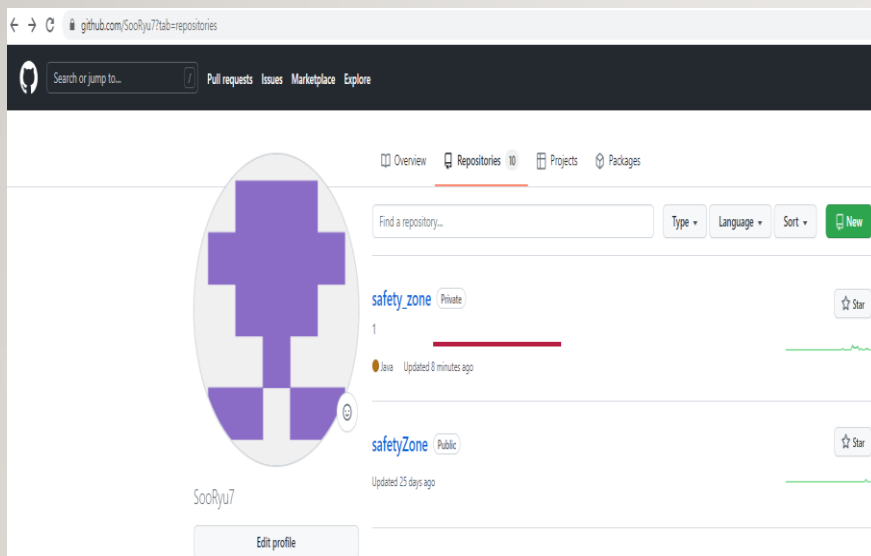 github.com/SooRyu7?tab=repositories
Search or jump to... / Pull requests Issues Marketplace Explore
Overview Repositories 10 Projects Packages
Find a repository... Type Language Sort New
safety_zone Private
Star
1
Java Updated 8 minutes ago
safetyZone Public
Star
Updated 25 days ago
SooRyu7
Edit profile